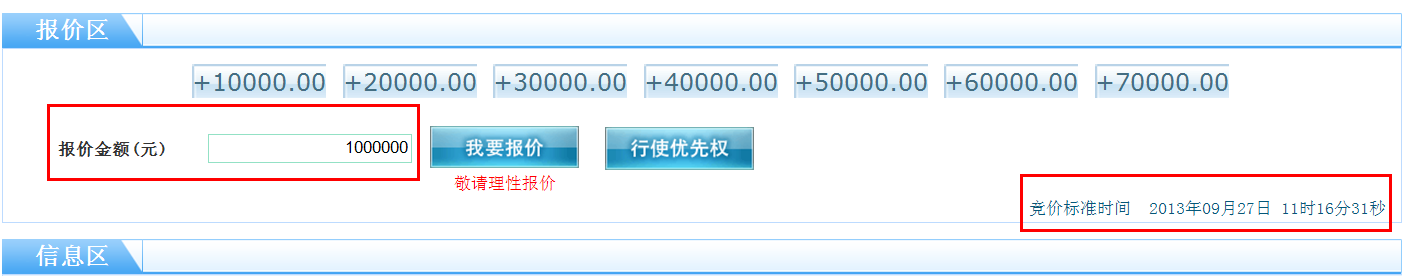 报价区
+10000.00 +20000.00 +30000.00 +40000.00 +50000.00 +60000.00 +70000.00
报价金额(元) 1000000 我要报价 行使优先权
敬请理性报价
竞价标准时间 2013年09月27日 11时16分31秒
信息区